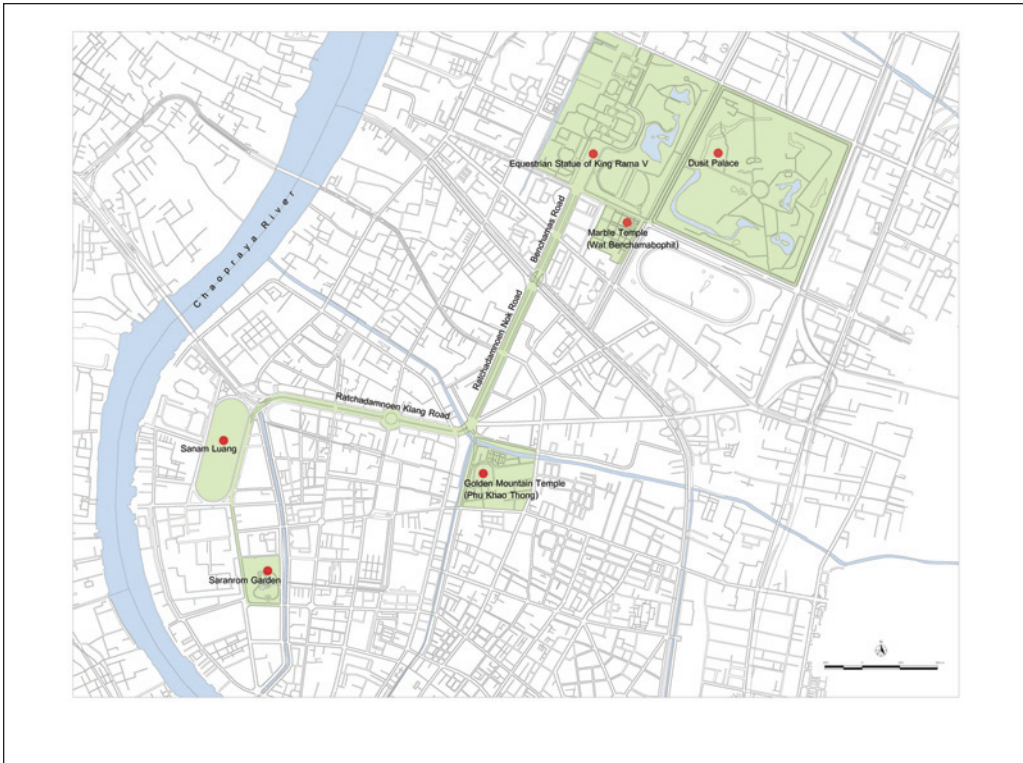 Equestrian Statue of King Rama V
Dusit Palace
Marble Temple
(Wat Benchamabophit)
Benchamas Road
Chaopraya River
Ratchadamnoen Nok Road
Ratchadamnoen Klang Road
Sanam Luang
Golden Mountain Temple
(Phu Khao Thong)
Saranrom Garden